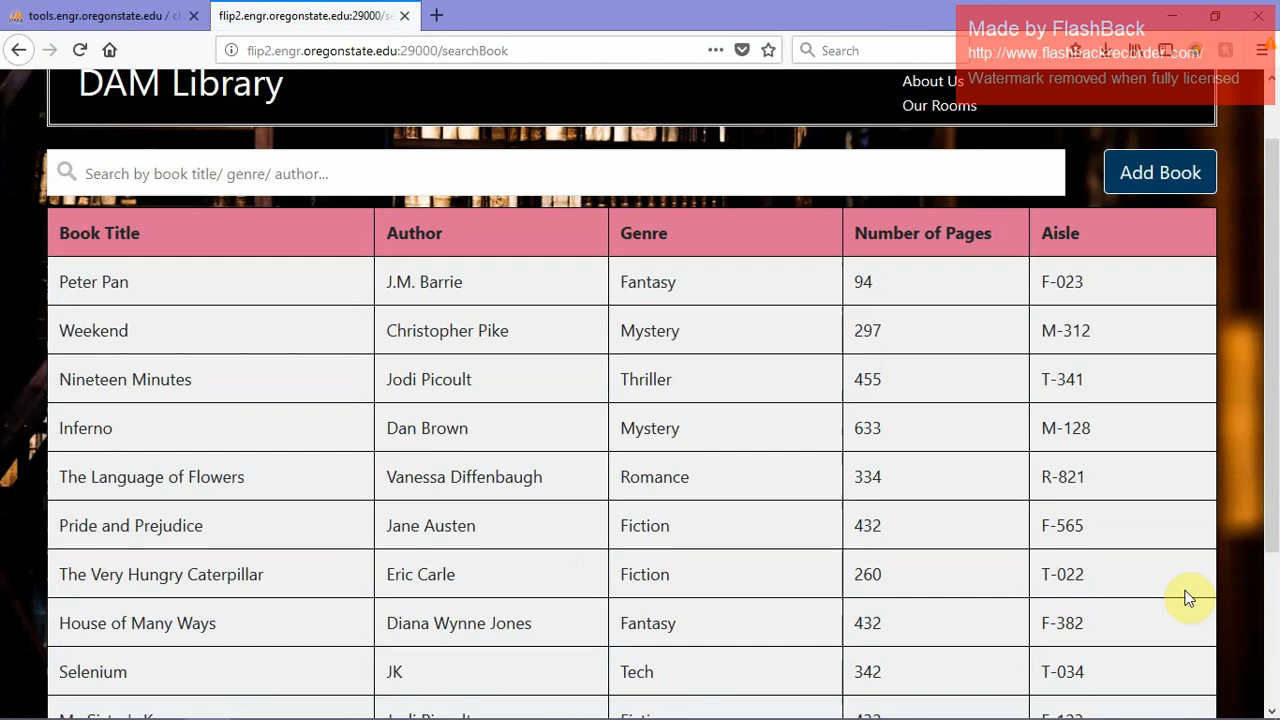 tools.engr.oregonstate.edu / cl
flip2.engr.oregonstate.edu:29000/se
flip2.engr.oregonstate.edu:29000/searchBook
Search
Made by FlashBack
http://www.flashbackrecorder.com/
Watermark removed when fully licensed
DAM Library
About Us
Our Rooms
Search by book title/ genre/ author...
Add Book
Book Title Author Genre Number of Pages Aisle
Peter Pan J.M. Barrie Fantasy 94 F-023
Weekend Christopher Pike Mystery 297 M-312
Nineteen Minutes Jodi Picoult Thriller 455 T-341
Inferno Dan Brown Mystery 633 M-128
The Language of Flowers Vanessa Diffenbaugh Romance 334 R-821
Pride and Prejudice Jane Austen Fiction 432 F-565
The Very Hungry Caterpillar Eric Carle Fiction 260 T-022
House of Many Ways Diana Wynne Jones Fantasy 432 F-382
Selenium JK Tech 342 T-034
Jodi Picoult Fiction